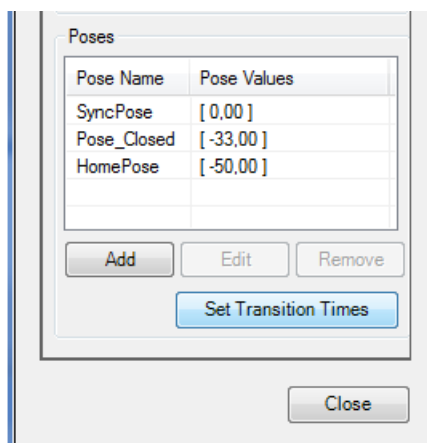 Poses
Pose Name Pose Values
SyncPose [ 0,00 ]
Pose_Closed [ -33,00 ]
HomePose [ -50,00 ]
Add Edit Remove
Set Transition Times
Close